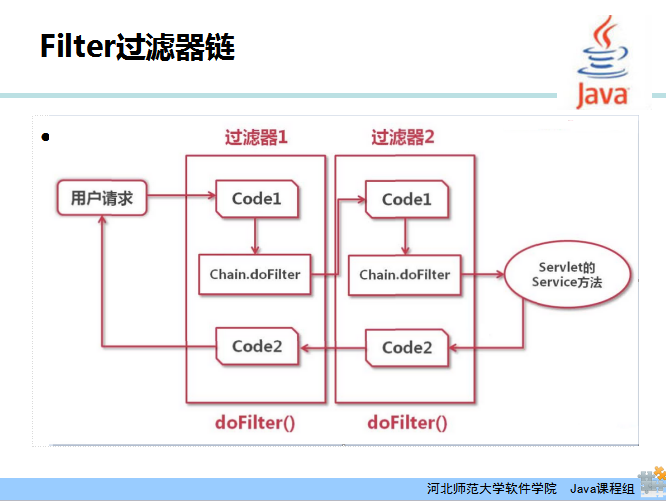 Filter过滤器链
Java
过滤器1
过滤器2
用户请求
Code1
Code1
Chain.doFilter
Chain.doFilter
Servlet的
Service方法
Code2
Code2
doFilter()
doFilter()
河北师范大学软件学院 Java课程组